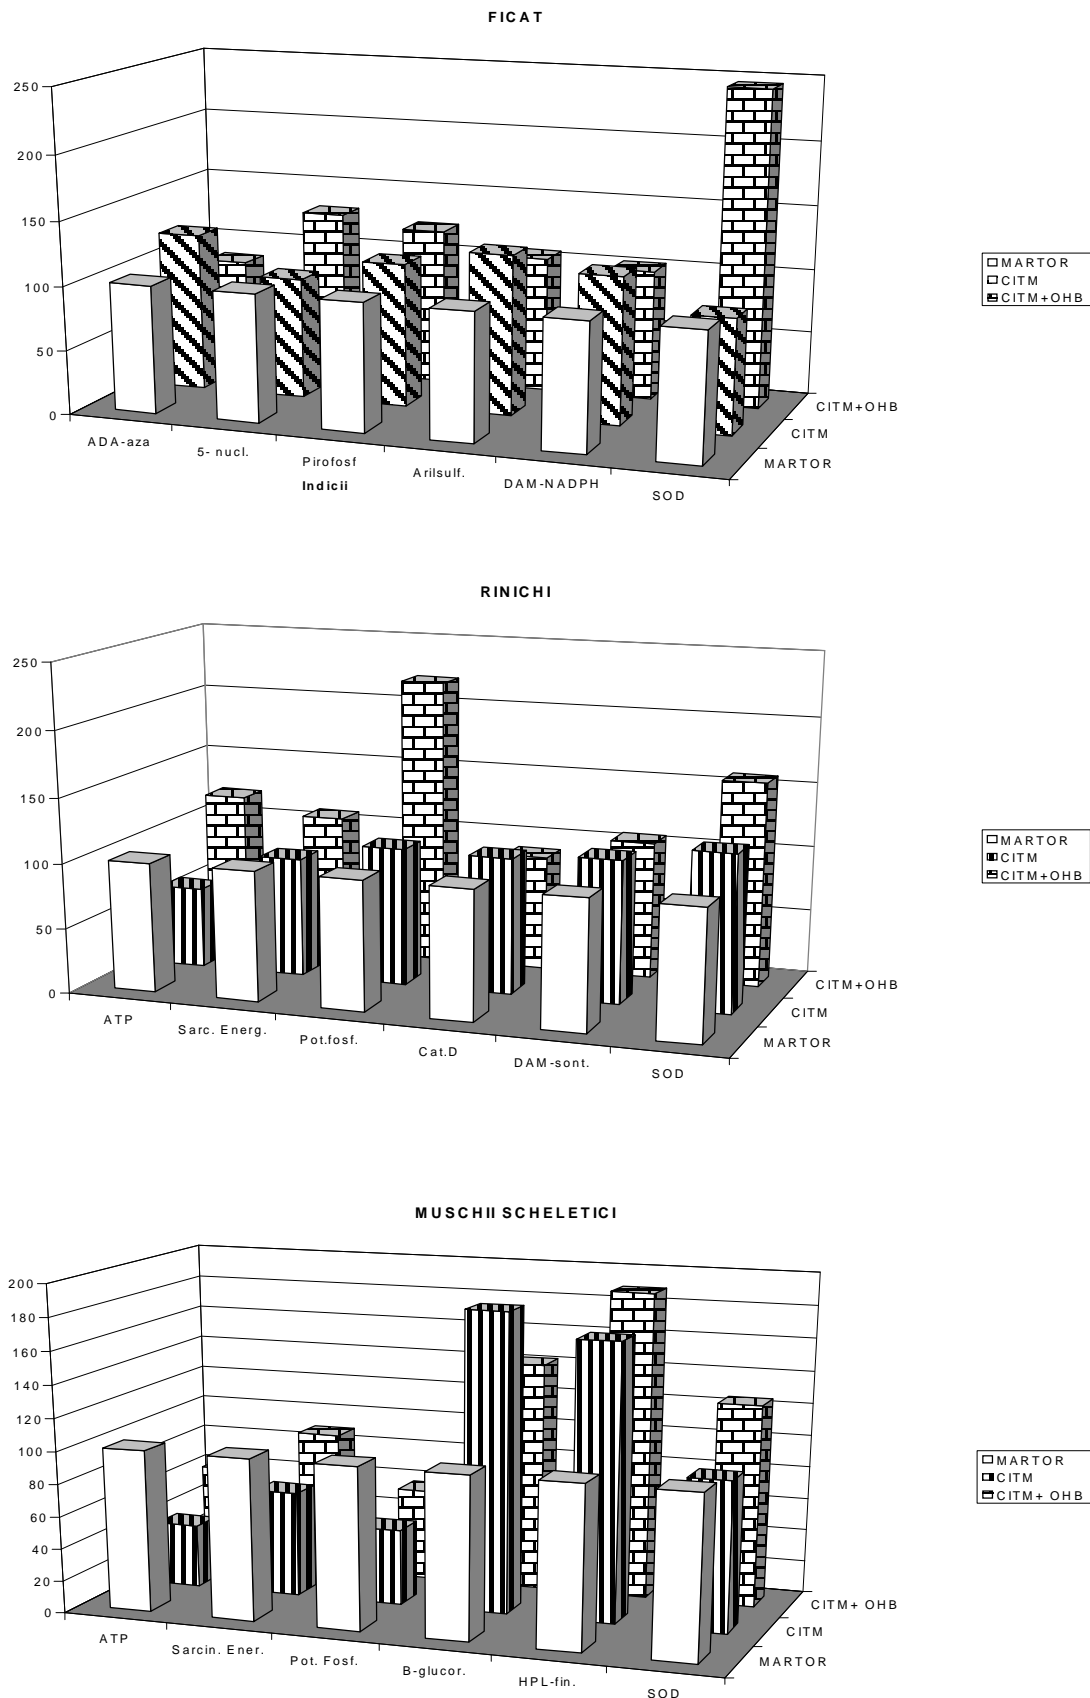 FICAT
250
200
150
100
50
0
ADA-aza
5- nucl.
Pirofosf
Arilsulf.
DAM-NADPH
SOD
Indicii
CITM+OHB
CITM
MARTOR
MARTOR
CITM
CITM+OHB
RINICHI
250
200
150
100
50
0
ATP
Sarc. Energ.
Pot.fosf.
Cat.D
DAM-sont.
SOD
CITM+OHB
CITM
MARTOR
MARTOR
CITM
CITM+OHB
MUSCHII SCHELETICI
200
180
160
140
120
100
80
60
40
20
0
ATP
Sarcin. Ener.
Pot. Fosf.
B-glucor.
HPL-fin.
SOD
CITM+ OHB
CITM
MARTOR
MARTOR
CITM
CITM+ OHB